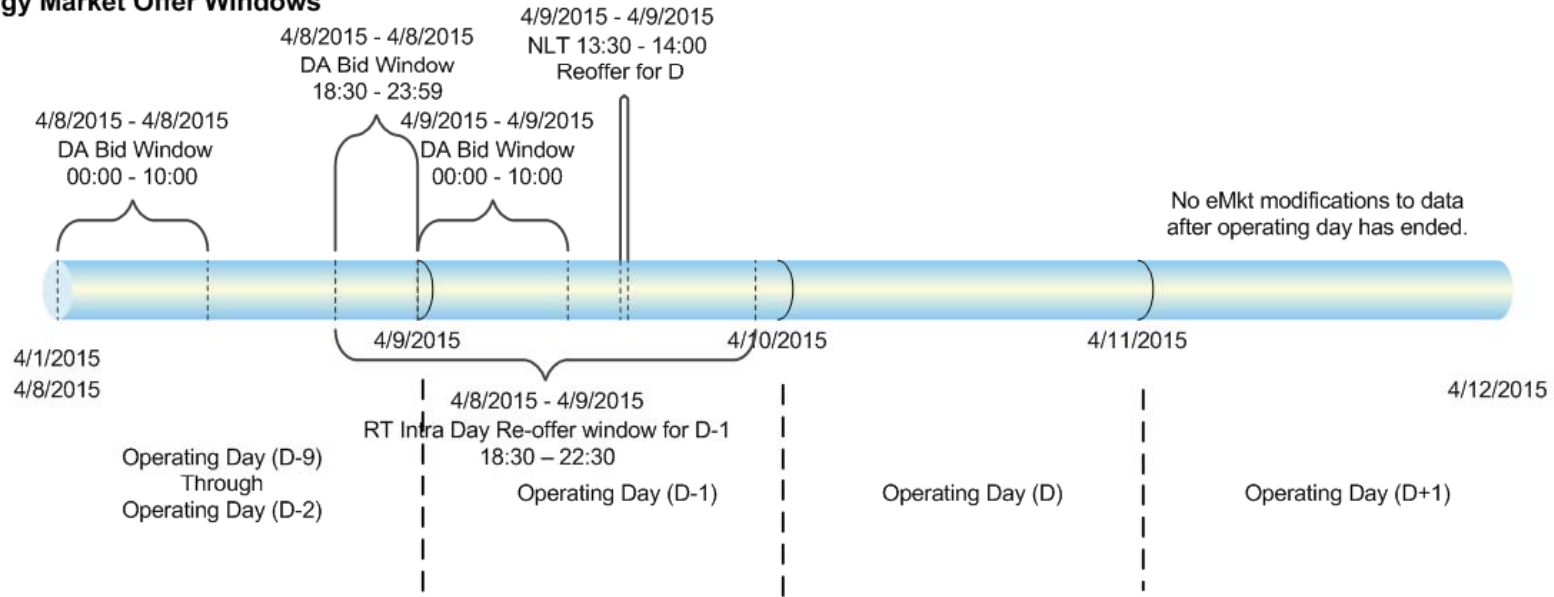 gy Market Offer Windows
4/9/2015 - 4/9/2015
NLT 13:30 - 14:00
Reoffer for D
4/8/2015 - 4/8/2015
DA Bid Window
18:30 - 23:59
4/8/2015 - 4/8/2015
DA Bid Window
00:00 - 10:00
4/9/2015 - 4/9/2015
DA Bid Window
00:00 - 10:00
No eMkt modifications to data
after operating day has ended.
4/9/2015
4/10/2015
4/11/2015
4/1/2015
4/8/2015
4/12/2015
4/8/2015 - 4/9/2015
RT Intra Day Re-offer window for D-1
18:30 – 22:30
Operating Day (D-9)
Through
Operating Day (D-2)
Operating Day (D-1)
Operating Day (D)
Operating Day (D+1)